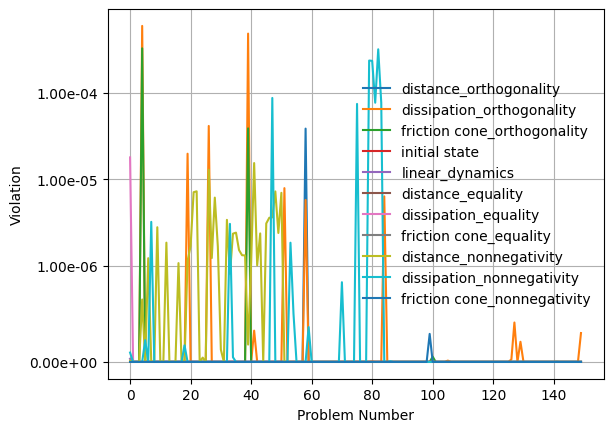 1.00e-04
1.00e-05
1.00e-06
0.00e+00
Violation
distance_orthogonality
dissipation_orthogonality
friction cone_orthogonality
initial state
linear_dynamics
distance_equality
dissipation_equality
friction cone_equality
distance_nonnegativity
dissipation_nonnegativity
friction cone_nonnegativity
0 20 40 60 80 100 120 140
Problem Number